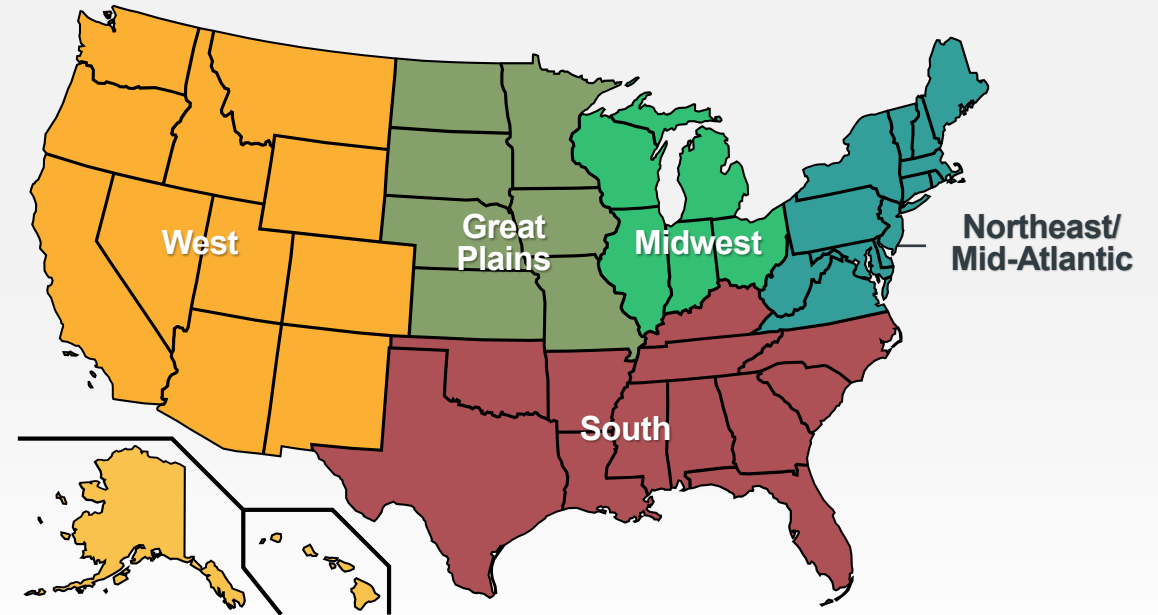 West
Great
Plains
Midwest
Northeast/
Mid-Atlantic
South